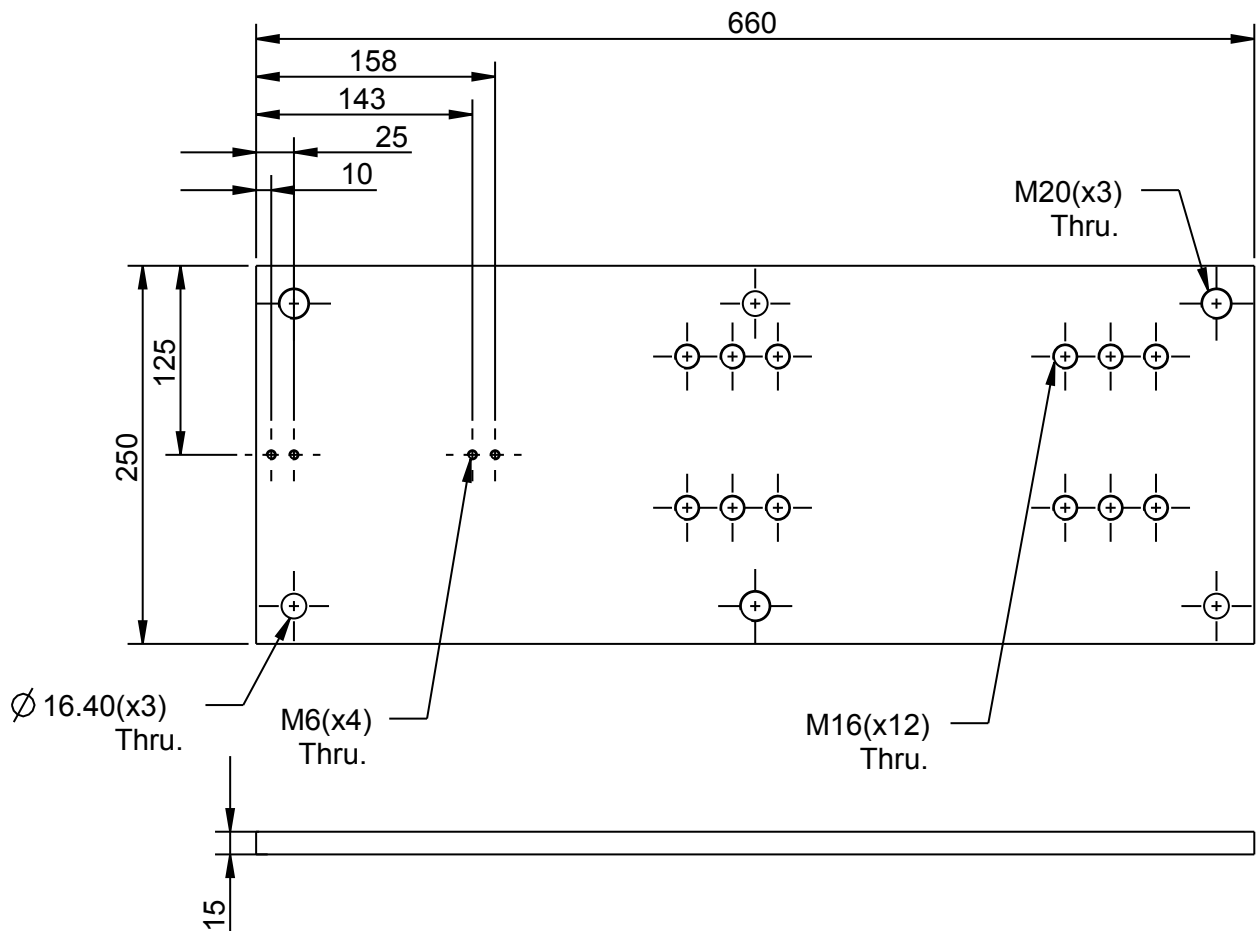 660
158
143
25
10
M20(x3)
Thru.
125
250
Ø 16.40(x3)
Thru.
M6(x4)
Thru.
M16(x12)
Thru.
15